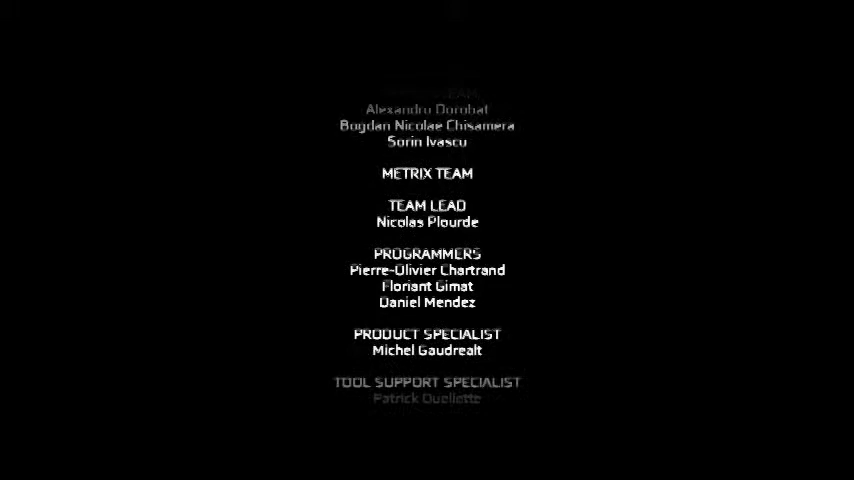 Alexandru Dorobat
Bogdan Nicolae Chisamera
Sorin Ivascu
METRIX TEAM
TEAM LEAD
Nicolas Plourde
PROGRAMMERS
Pierre-Olivier Chartrand
Floriant Gimat
Daniel Mendez
PRODUCT SPECIALIST
Michel Gaudrealt
TOOL SUPPORT SPECIALIST
Patrick Ouellette